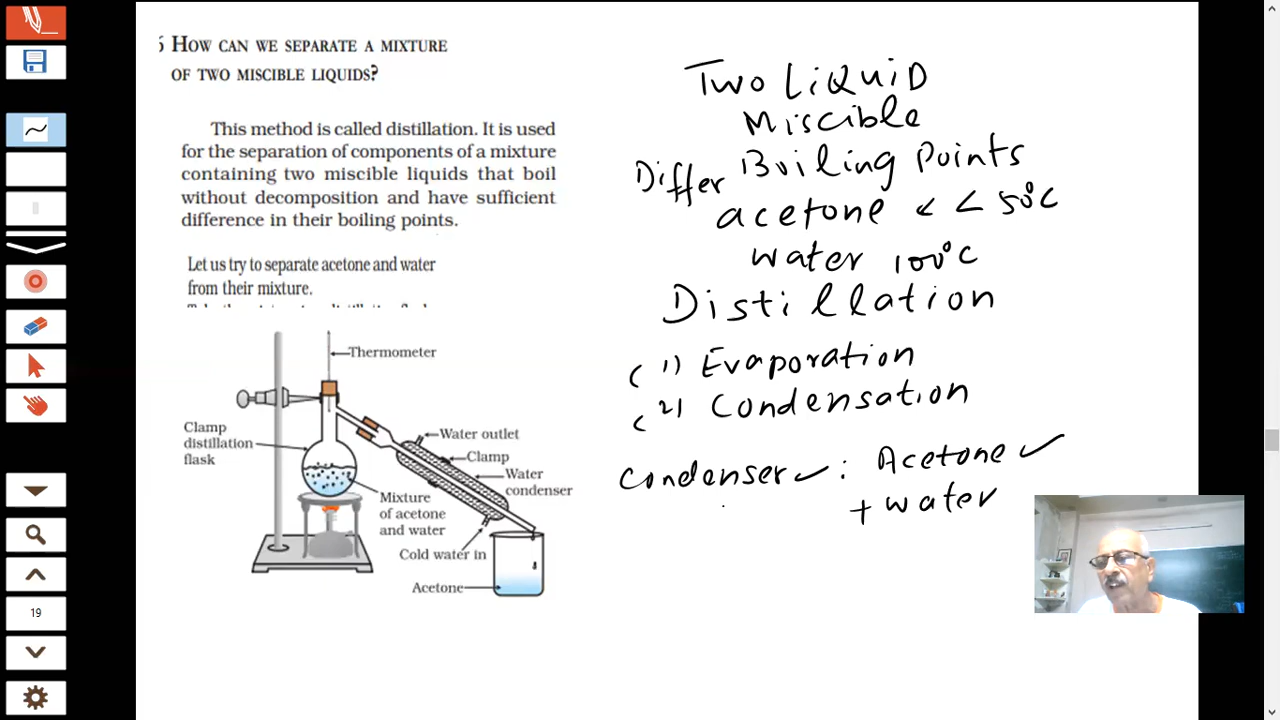 6 HOW CAN WE SEPARATE A MIXTURE
OF TWO MISCIBLE LIQUIDS?
This method is called distillation. It is used
for the separation of components of a mixture
containing two miscible liquids that boil
without decomposition and have sufficient
difference in their boiling points.
Let us try to separate acetone and water
from their mixture.
Thermometer
Water outlet
Clamp
Clamp
distillation
flask
Water
condenser
Mixture
of acetone
and water
Cold water in
Acetone
TWO LIQUID
Miscible
Differ Boiling Points
acetone < < 50°C
water 100°C
Distillation
(1) Evaporation
(2) Condensation
Condenser ✓ : Acetone ✓
+ water
19